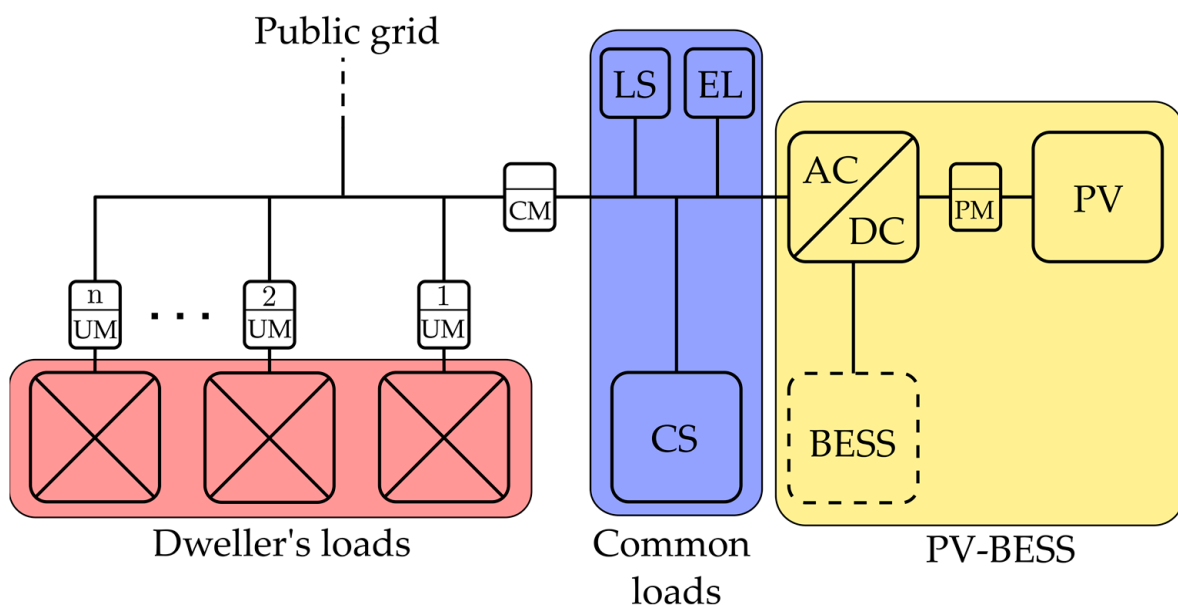 Public grid
LS
EL
AC
DC
PM
PV
CM
n
UM
...
2
UM
1
UM
CS
BESS
Dweller's loads
Common
loads
PV-BESS